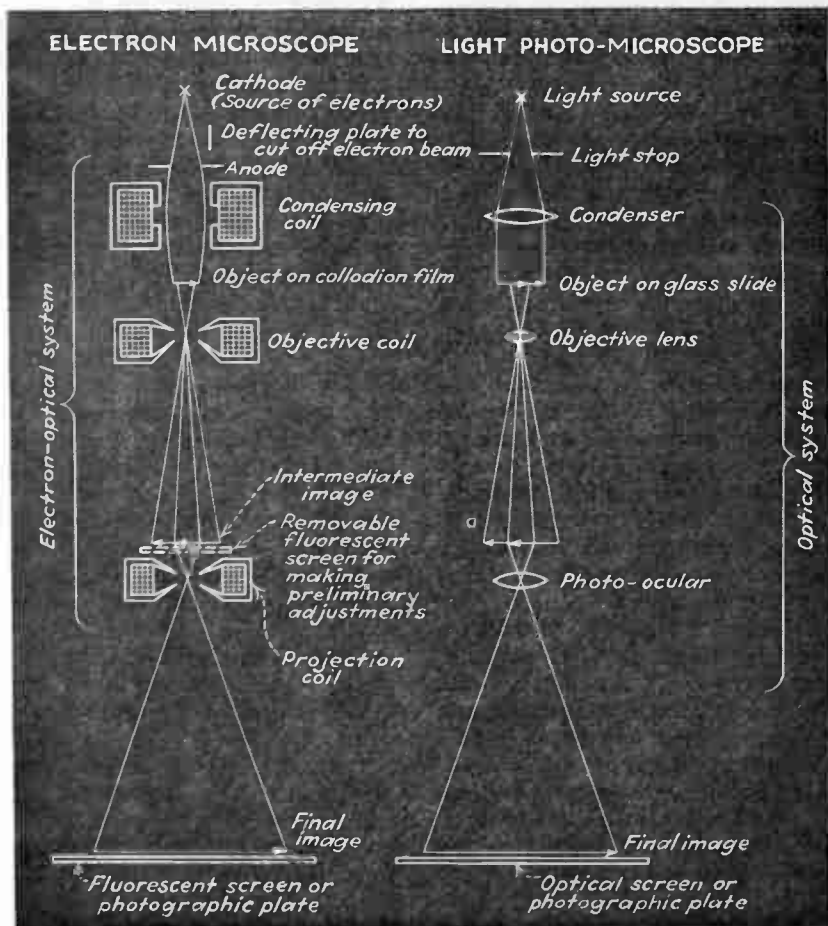 ELECTRON MICROSCOPE
Cathode
(Source of electrons)
Deflecting plate to
cut off electron beam
Anode
Condensing
coil
Object on collodion film
Objective coil
Electron-optical system
Intermediate
image
Removable
fluorescent
screen for
making
preliminary
adjustments
Projection
coil
Final
image
Fluorescent screen or
photographic plate
LIGHT PHOTO-MICROSCOPE
Light source
Light stop
Condenser
Object on glass slide
Objective lens
Optical system
a
Photo-ocular
Final image
Optical screen or
photographic plate